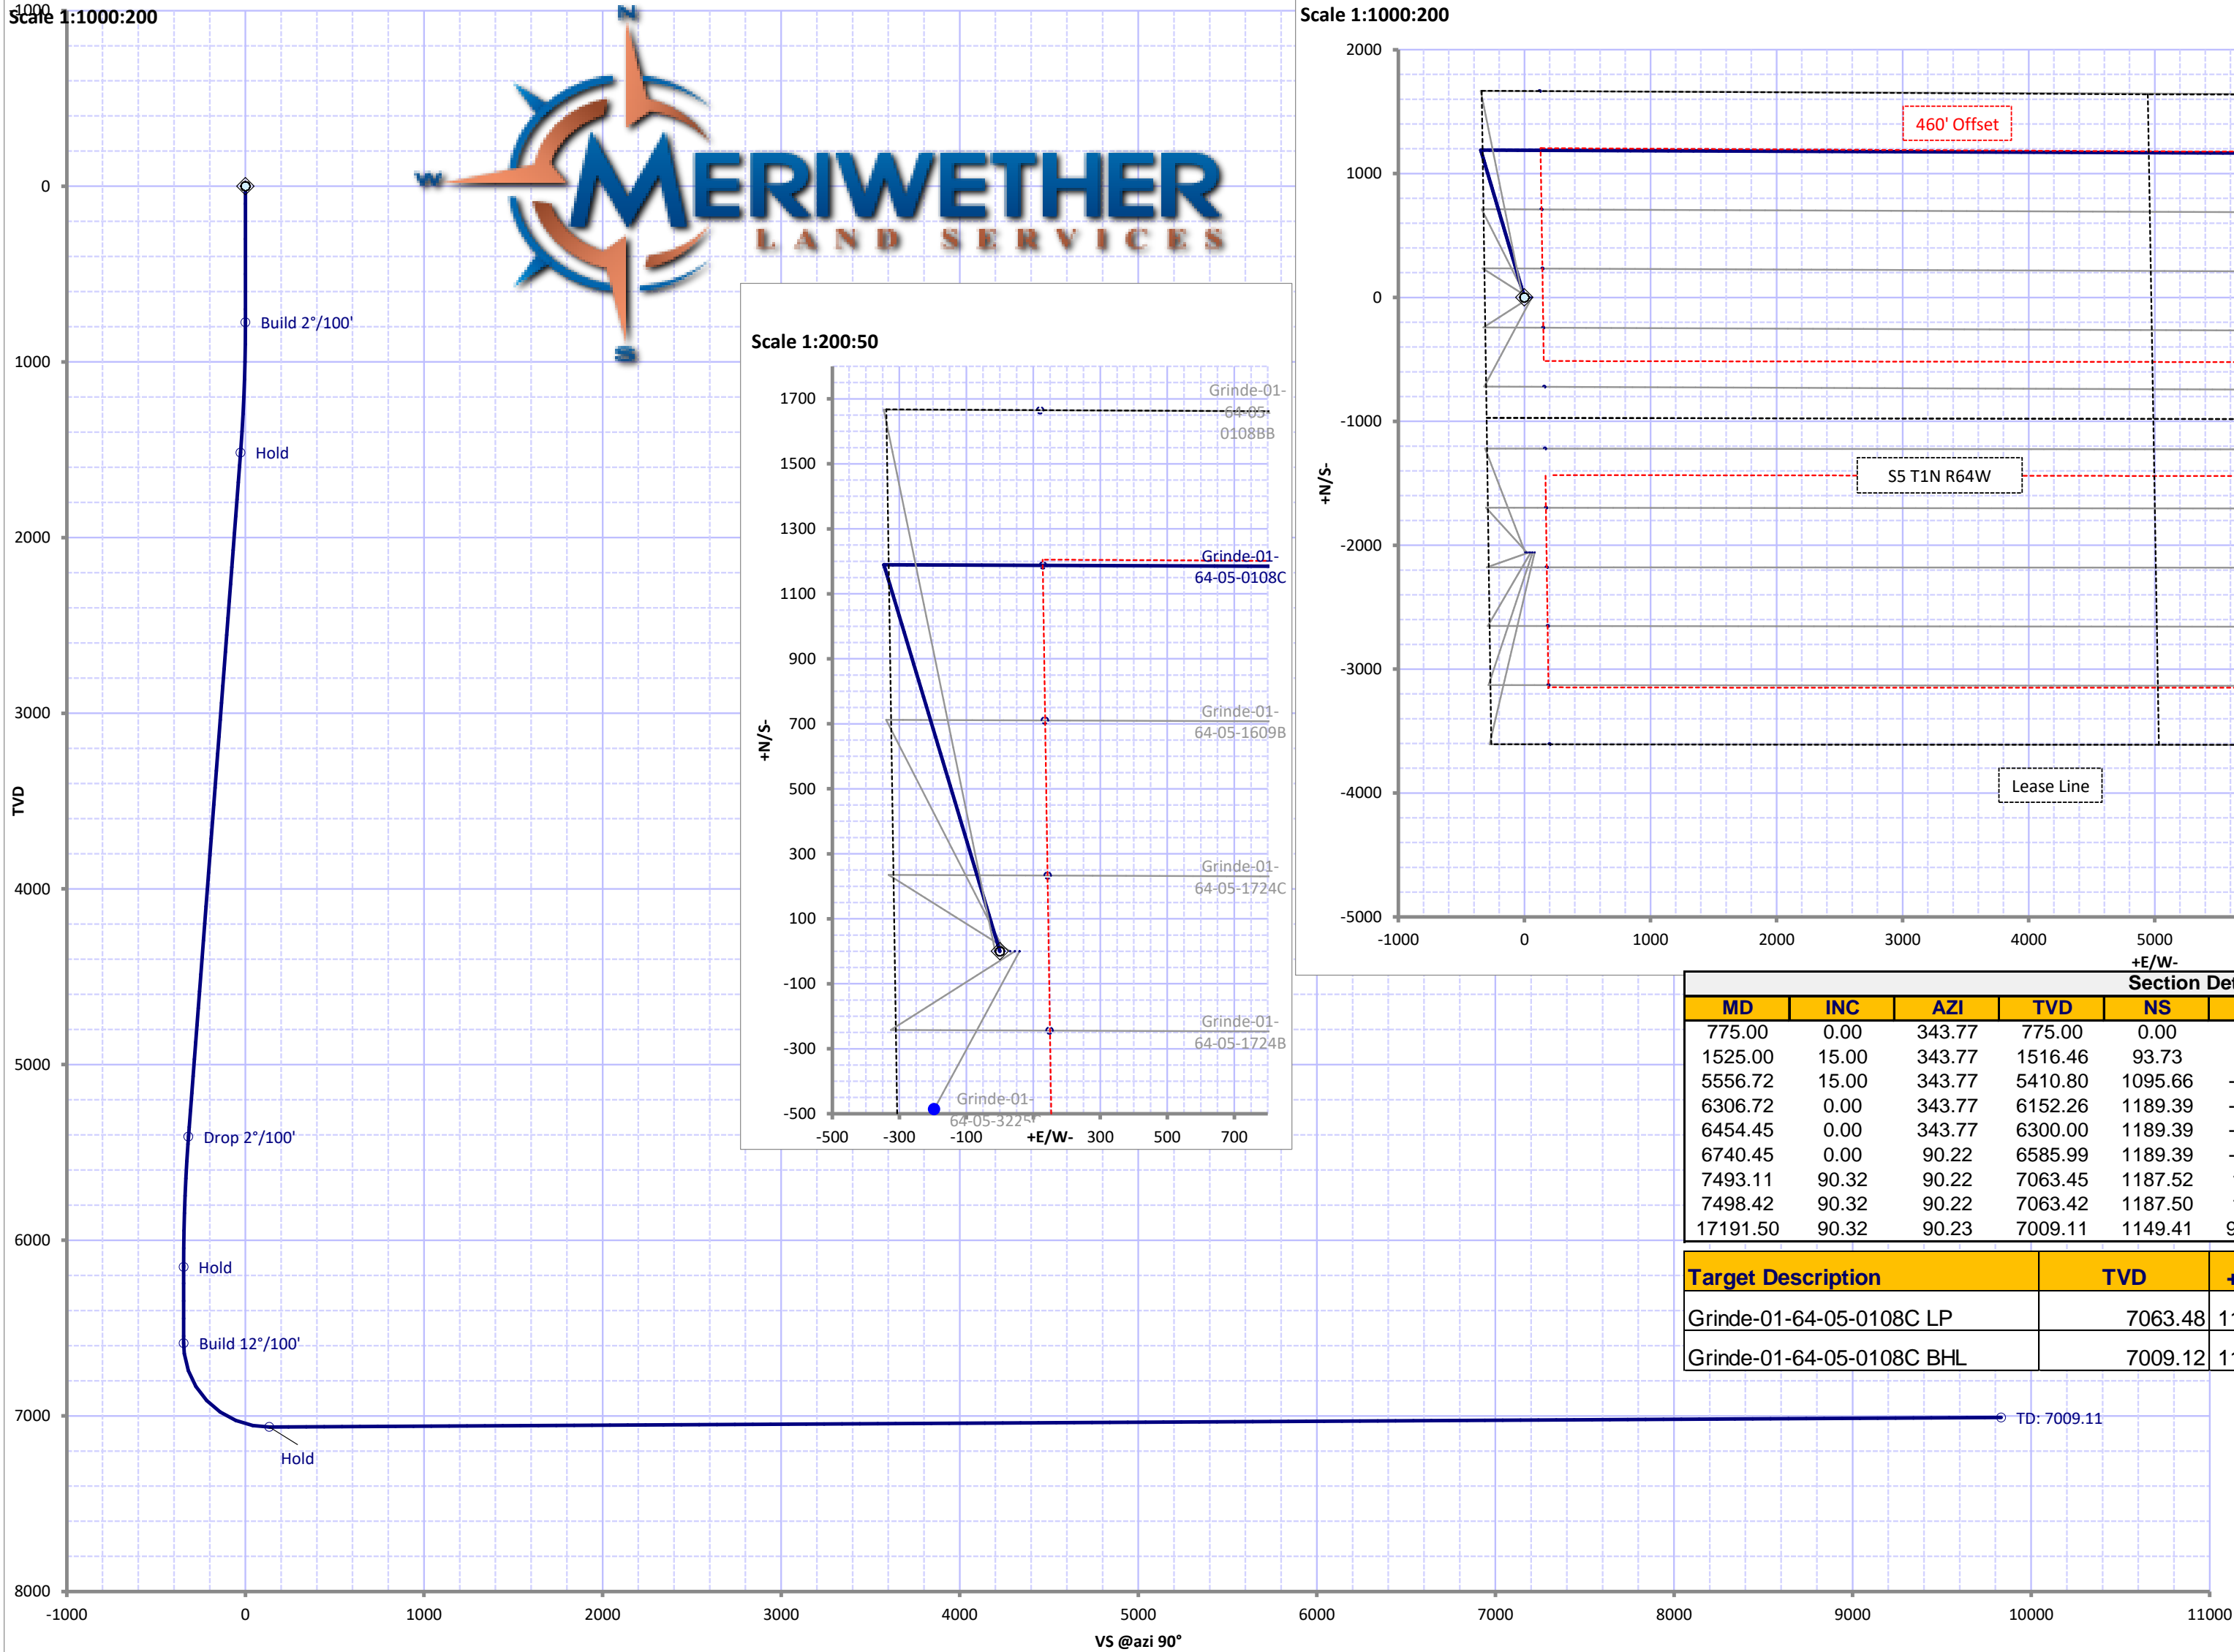 Scale 1:1000:200
N
W
S
MERIWETHER
LAND SERVICES
1000
0
1000
2000
3000
4000
5000
6000
7000
8000
TVD
-1000 0 1000 2000 3000 4000 5000 6000 7000 8000 9000 10000 11000
VS @azi 90°
Build 2°/100'
Hold
Drop 2°/100'
Hold
Build 12°/100'
Hold
TD: 7009.11
Scale 1:200:50
1700
1500
1300
1100
900
700
500
300
100
-100
-300
-500
+N/S-
-500 -300 -100 +E/W- 300 500 700
Grinde-01-
64-05-
0108BB
Grinde-01-
64-05-0108C
Grinde-01-
64-05-1609B
Grinde-01-
64-05-1724C
Grinde-01-
64-05-1724B
Grinde-01-
64-05-3225
Scale 1:1000:200
2000
1000
0
-1000
-2000
-3000
-4000
-5000
+N/S-
-1000 0 1000 2000 3000 4000 5000
+E/W-
460' Offset
S5 T1N R64W
Lease Line
Section Det
MD INC AZI TVD NS
775.00 0.00 343.77 775.00 0.00
1525.00 15.00 343.77 1516.46 93.73
5556.72 15.00 343.77 5410.80 1095.66 -
6306.72 0.00 343.77 6152.26 1189.39 -
6454.45 0.00 343.77 6300.00 1189.39 -
6740.45 0.00 90.22 6585.99 1189.39 -
7493.11 90.32 90.22 7063.45 1187.52
7498.42 90.32 90.22 7063.42 1187.50
17191.50 90.32 90.23 7009.11 1149.41 9
Target Description TVD +
Grinde-01-64-05-0108C LP 7063.48 11
Grinde-01-64-05-0108C BHL 7009.12 11